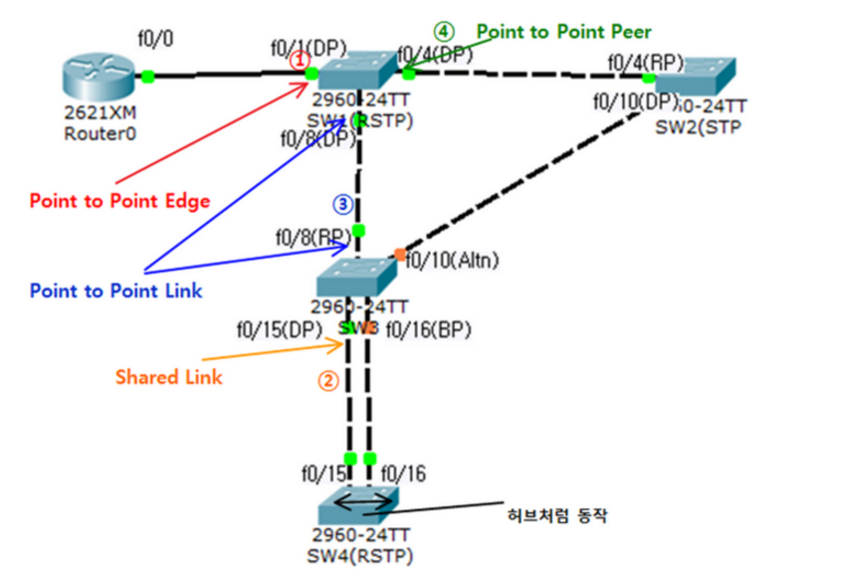 f0/0
f0/1(DP)
①
④ Point to Point Peer
f0/4(DP)
f0/4(RP)
2621XM
Router0
2960-24TT
SW1(RSTP)
f0/10(DP)
0-24TT
SW2(STP
f0/8(DP)
Point to Point Edge
③
f0/8(RP)
f0/10(Altn)
Point to Point Link
2960-24TT
SW3
f0/15(DP)
f0/16(BP)
Shared Link
②
f0/15
f0/16
허브처럼 동작
2960-24TT
SW4(RSTP)